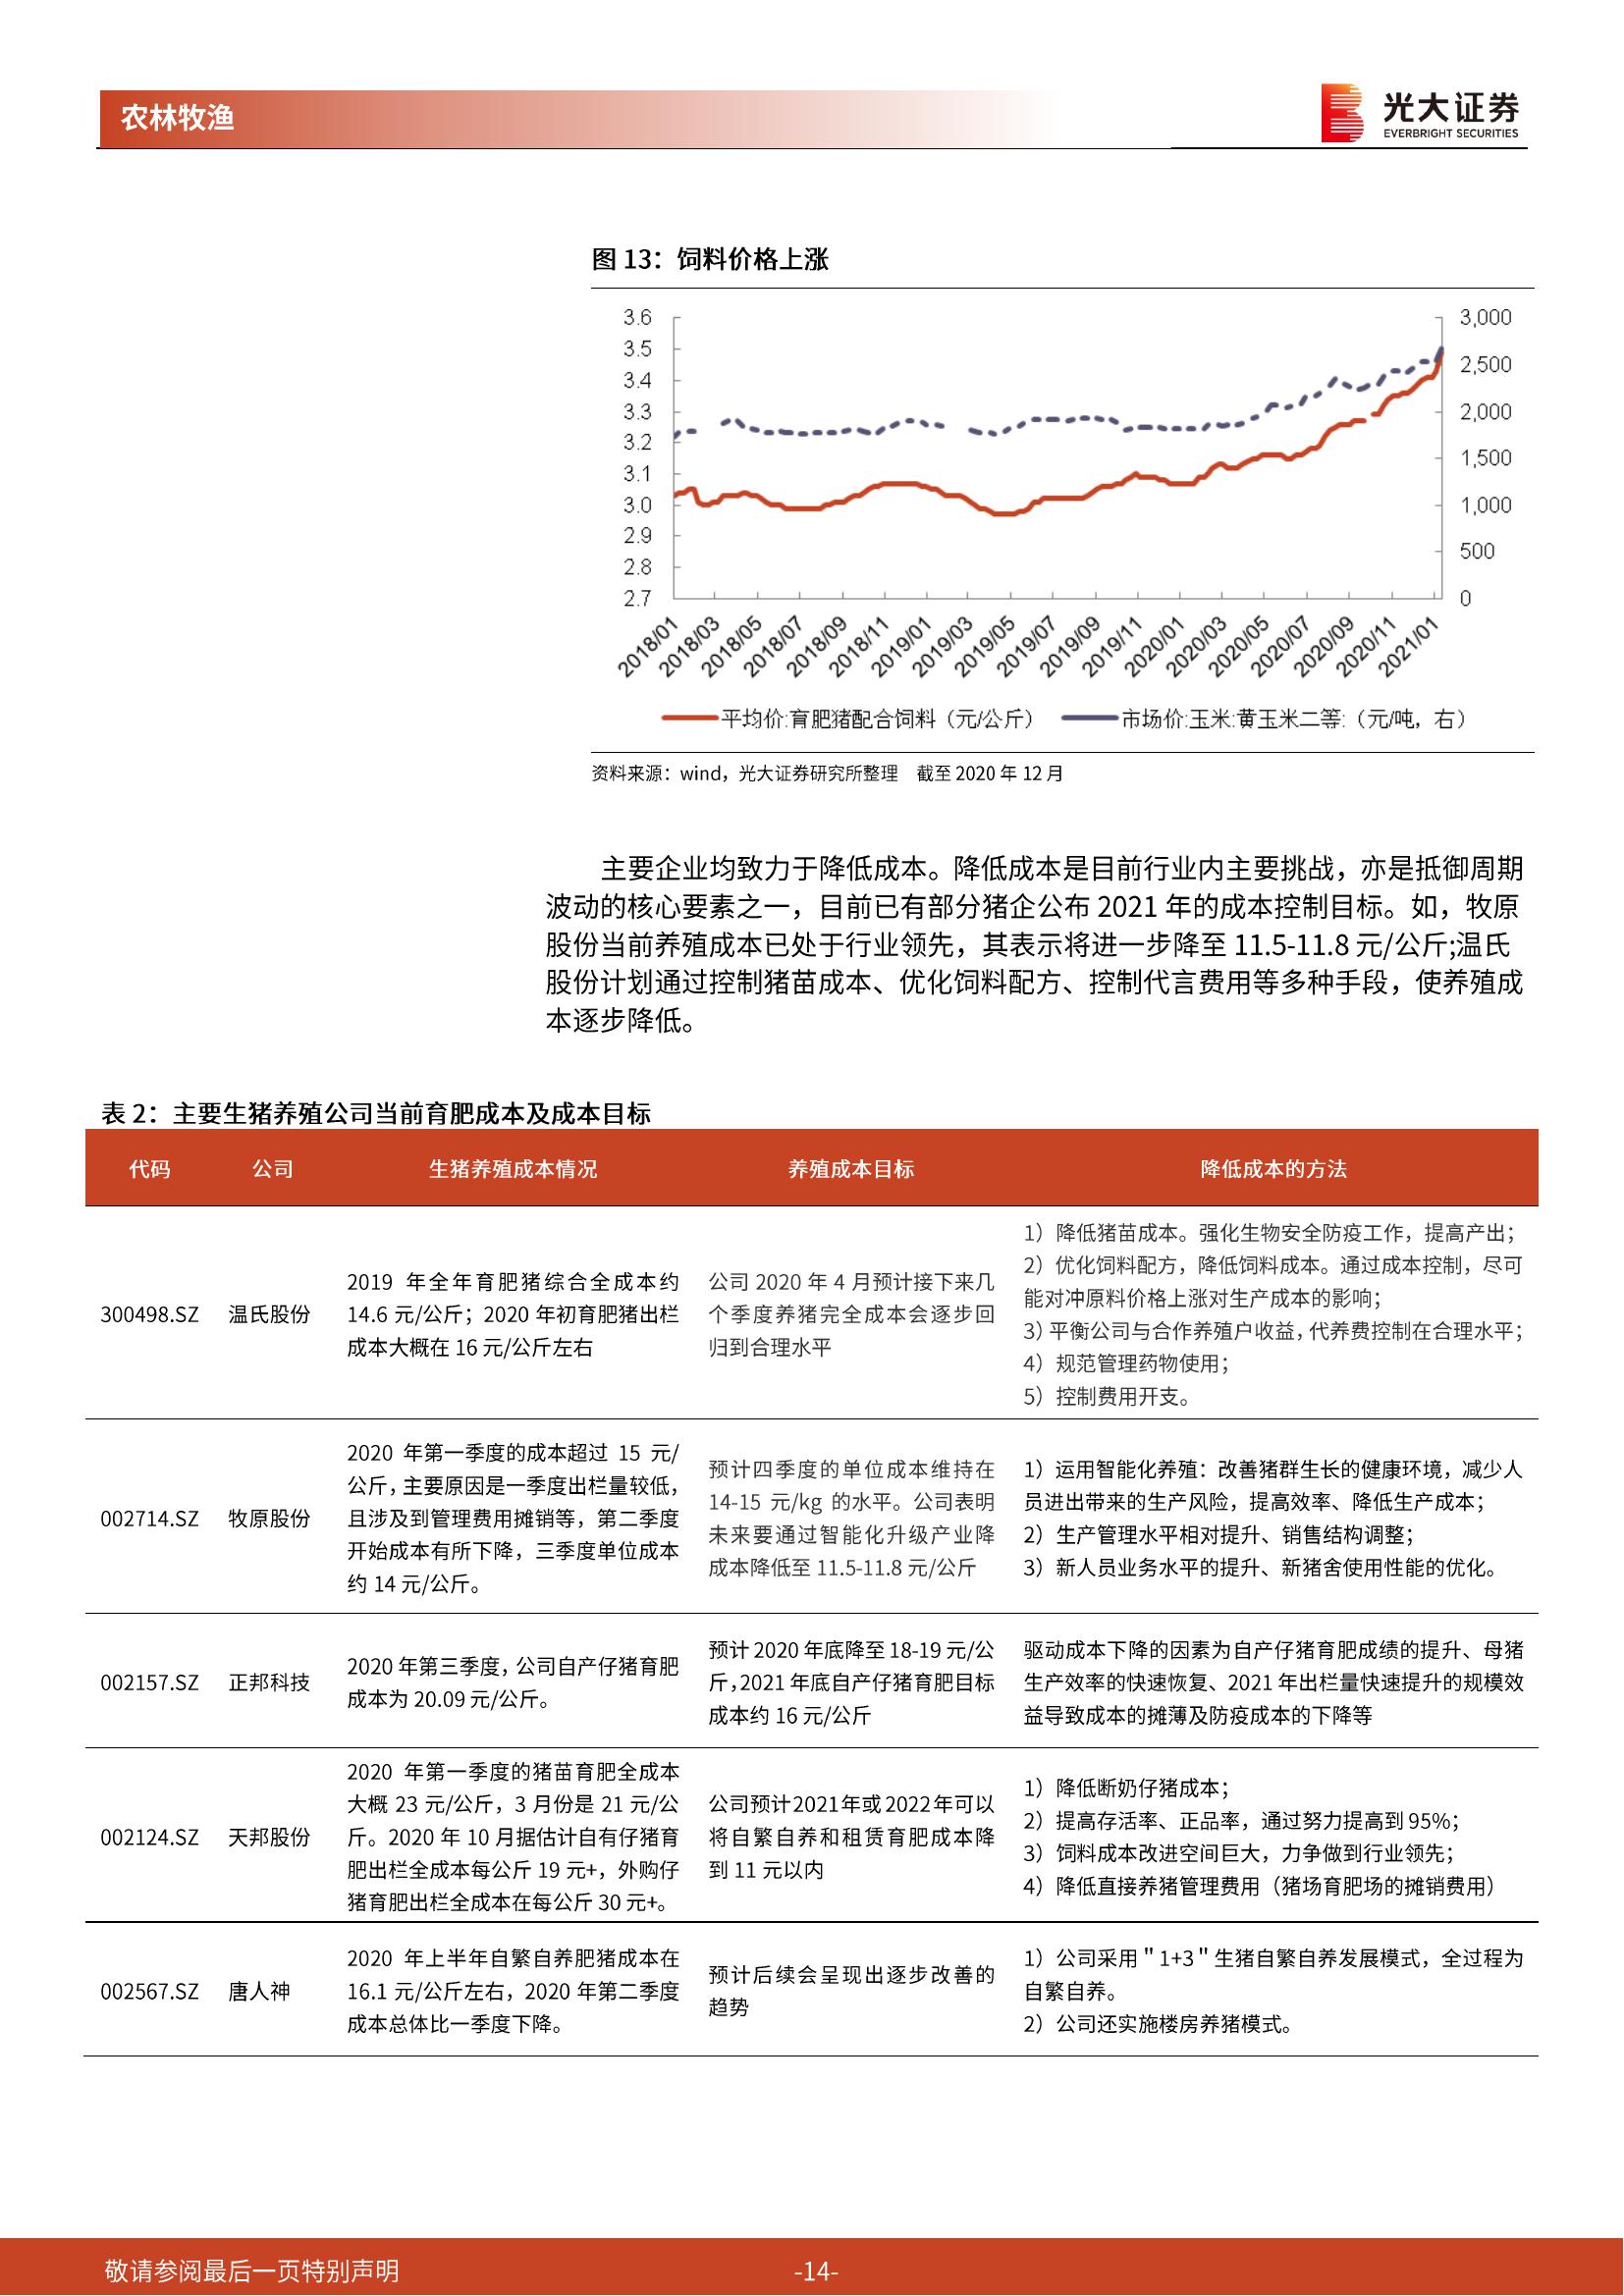 农林牧渔
光大证券
EVERBRIGHT SECURITIES
图 13：饲料价格上涨
3.6
3.5
3.4
3.3
3.2
3.1
3.0
2.9
2.8
2.7
3,000
2,500
2,000
1,500
1,000
500
0
2018/01
2018/03
2018/05
2018/07
2018/09
2018/11
2019/01
2019/03
2019/05
2019/07
2019/09
2019/11
2020/01
2020/03
2020/05
2020/07
2020/09
2020/11
2021/01
平均价:育肥猪配合饲料（元/公斤）
市场价:玉米:黄玉米二等:（元/吨，右）
资料来源：wind，光大证券研究所整理 截至 2020 年 12 月
主要企业均致力于降低成本。降低成本是目前行业内主要挑战，亦是抵御周期
波动的核心要素之一，目前已有部分猪企公布 2021 年的成本控制目标。如，牧原
股份当前养殖成本已处于行业领先，其表示将进一步降至 11.5-11.8 元/公斤;温氏
股份计划通过控制猪苗成本、优化饲料配方、控制代言费用等多种手段，使养殖成
本逐步降低。
表 2：主要生猪养殖公司当前育肥成本及成本目标
代码 公司 生猪养殖成本情况 养殖成本目标 降低成本的方法
300498.SZ 温氏股份
2019 年全年育肥猪综合全成本约
14.6 元/公斤；2020 年初育肥猪出栏
成本大概在 16 元/公斤左右
公司 2020 年 4 月预计接下来几
个季度养猪完全成本会逐步回
归到合理水平
1）降低猪苗成本。强化生物安全防疫工作，提高产出；
2）优化饲料配方，降低饲料成本。通过成本控制，尽可
能对冲原料价格上涨对生产成本的影响；
3）平衡公司与合作养殖户收益，代养费控制在合理水平；
4）规范管理药物使用；
5）控制费用开支。
002714.SZ 牧原股份
2020 年第一季度的成本超过 15 元/
公斤，主要原因是一季度出栏量较低，
且涉及到管理费用摊销等，第二季度
开始成本有所下降，三季度单位成本
约 14 元/公斤。
预计四季度的单位成本维持在
14-15 元/kg 的水平。公司表明
未来要通过智能化升级产业降
成本降低至 11.5-11.8 元/公斤
1）运用智能化养殖：改善猪群生长的健康环境，减少人
员进出带来的生产风险，提高效率、降低生产成本；
2）生产管理水平相对提升、销售结构调整；
3）新人员业务水平的提升、新猪舍使用性能的优化。
002157.SZ 正邦科技
2020 年第三季度，公司自产仔猪育肥
成本为 20.09 元/公斤。
预计 2020 年底降至 18-19 元/公
斤，2021 年底自产仔猪育肥目标
成本约 16 元/公斤
驱动成本下降的因素为自产仔猪育肥成绩的提升、母猪
生产效率的快速恢复、2021 年出栏量快速提升的规模效
益导致成本的摊薄及防疫成本的下降等
002124.SZ 天邦股份
2020 年第一季度的猪苗育肥全成本
大概 23 元/公斤，3 月份是 21 元/公
斤。2020 年 10 月据估计自有仔猪育
肥出栏全成本每公斤 19 元+，外购仔
猪育肥出栏全成本在每公斤 30 元+。
公司预计2021年或2022年可以
将自繁自养和租赁育肥成本降
到 11 元以内
1）降低断奶仔猪成本；
2）提高存活率、正品率，通过努力提高到 95%；
3）饲料成本改进空间巨大，力争做到行业领先；
4）降低直接养猪管理费用（猪场育肥场的摊销费用）
002567.SZ 唐人神
2020 年上半年自繁自养肥猪成本在
16.1 元/公斤左右，2020 年第二季度
成本总体比一季度下降。
预计后续会呈现出逐步改善的
趋势
1）公司采用＂1+3＂生猪自繁自养发展模式，全过程为
自繁自养。
2）公司还实施楼房养猪模式。
敬请参阅最后一页特别声明
-14-